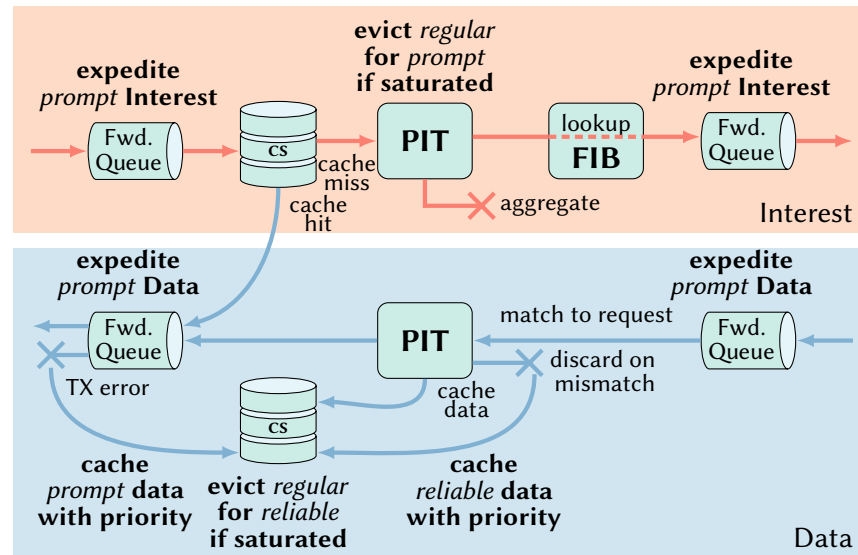 expedite
prompt Interest
Fwd.
Queue
CS
cache
miss
cache
hit
evict regular
for prompt
if saturated
PIT
aggregate
lookup
FIB
expedite
prompt Interest
Fwd.
Queue
Interest
expedite
prompt Data
Fwd.
Queue
TX error
PIT
match to request
discard on
mismatch
cache
data
expedite
prompt Data
Fwd.
Queue
CS
cache
prompt data
with priority
evict regular
for reliable
if saturated
cache
reliable data
with priority
Data